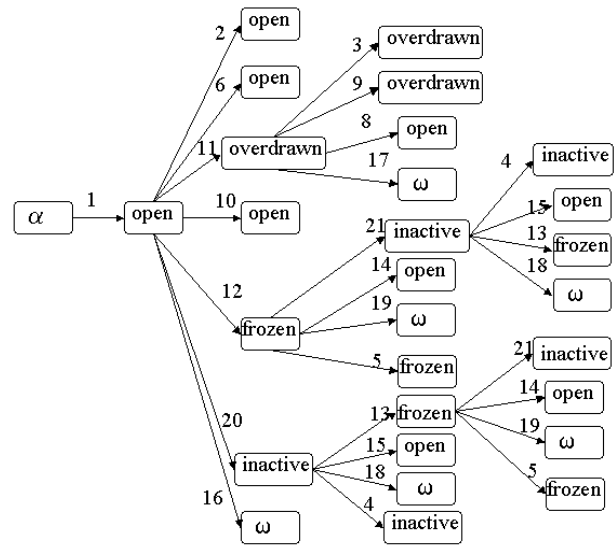 2
open
3
overdrawn
6
open
9
overdrawn
11
overdrawn
8
open
17
ω
4
inactive
α
1
open
10
open
21
inactive
15
open
13
frozen
18
ω
12
frozen
14
open
19
ω
5
frozen
20
inactive
13
frozen
21
inactive
14
open
19
ω
5
frozen
15
open
18
ω
4
inactive
16
ω